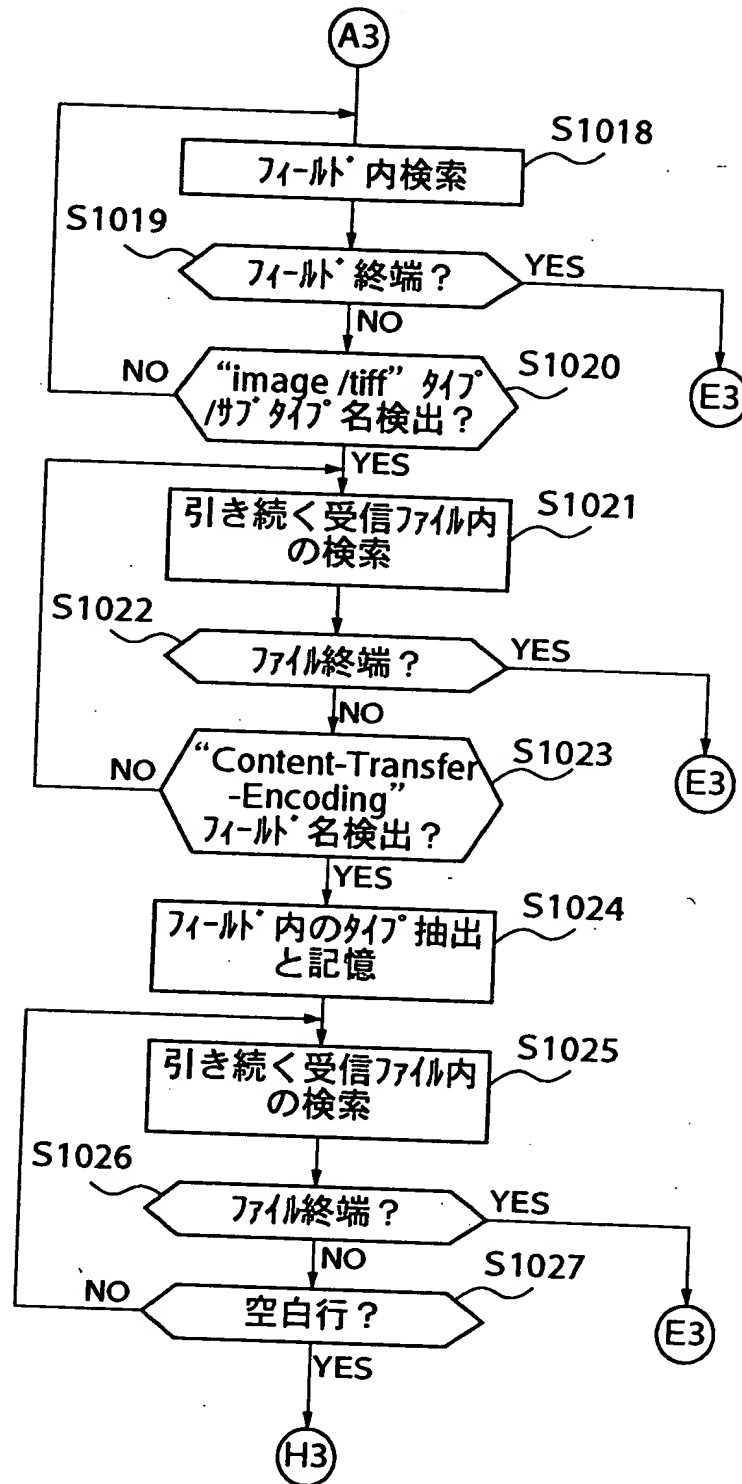 A3
S1018
フィールド内検索
S1019
フィールド終端？
YES
NO
E3
S1020
NO
“image /tiff” タイプ
/サブタイプ名検出？
YES
S1021
引き続く受信ファイル内
の検索
S1022
ファイル終端？
YES
NO
E3
S1023
NO
“Content-Transfer
-Encoding”
フィールド名検出？
YES
S1024
フィールド内のタイプ抽出
と記憶
S1025
引き続く受信ファイル内
の検索
S1026
ファイル終端？
YES
NO
E3
S1027
NO
空白行？
YES
H3